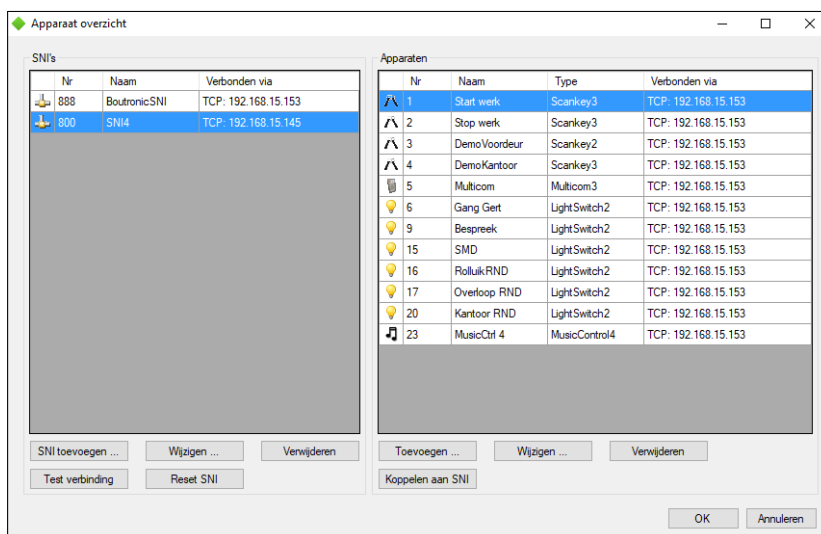 Apparaat overzicht
SNI's
Nr Naam Verbonden via
888 BoutronicSNI TCP: 192.168.15.153
800 SNI4 TCP: 192.168.15.145
SNI toevoegen ... Wijzigen ... Verwijderen
Test verbinding Reset SNI
Apparaten
Nr Naam Type Verbonden via
1 Start werk Scankey3 TCP: 192.168.15.153
2 Stop werk Scankey3 TCP: 192.168.15.153
3 DemoVoordeur Scankey2 TCP: 192.168.15.153
4 DemoKantoor Scankey3 TCP: 192.168.15.153
5 Multicom Multicom3 TCP: 192.168.15.153
6 Gang Gert LightSwitch2 TCP: 192.168.15.153
9 Bespreek LightSwitch2 TCP: 192.168.15.153
15 SMD LightSwitch2 TCP: 192.168.15.153
16 RolluikRND LightSwitch2 TCP: 192.168.15.153
17 Overloop RND LightSwitch2 TCP: 192.168.15.153
20 Kantoor RND LightSwitch2 TCP: 192.168.15.153
23 MusicCtrl 4 MusicControl4 TCP: 192.168.15.153
Toevoegen ... Wijzigen ... Verwijderen
Koppelen aan SNI
OK Annuleren